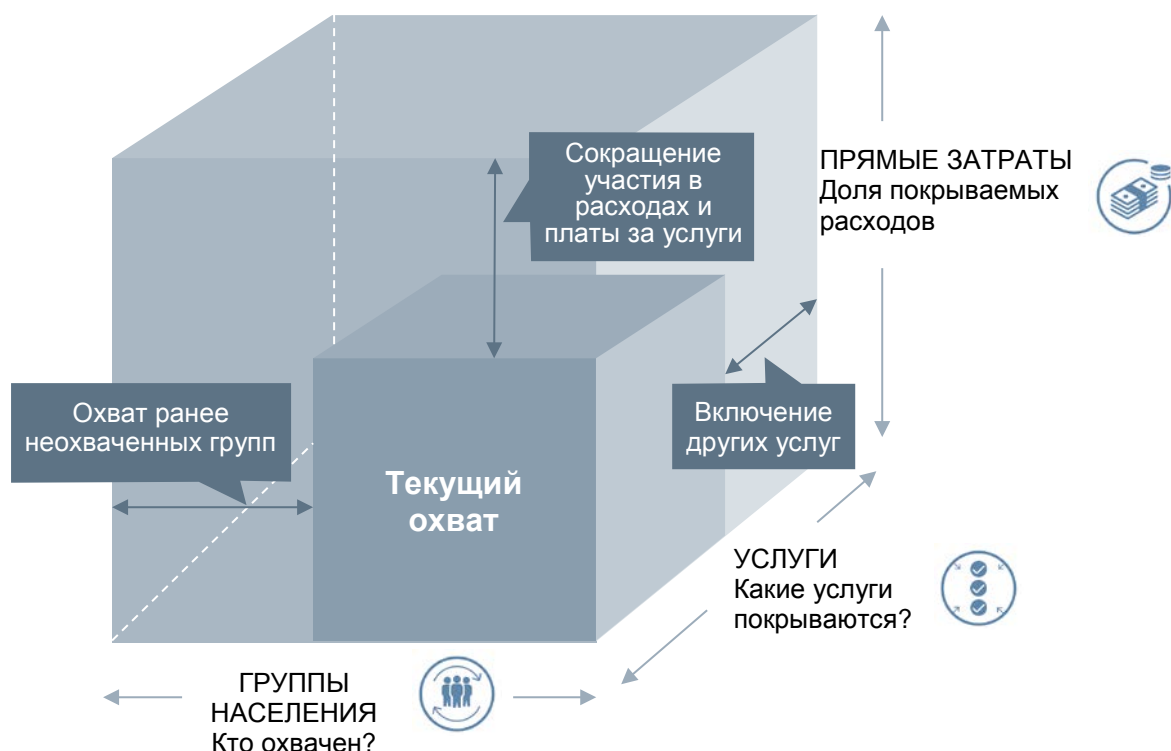 Сокращение
участия в
расходах и
платы за услуги
ПРЯМЫЕ ЗАТРАТЫ
Доля покрываемых
расходов
Охват ранее
неохваченных групп
Включение
других услуг
Текущий
охват
УСЛУГИ
Какие услуги
покрываются?
ГРУППЫ
НАСЕЛЕНИЯ
Кто охвачен?